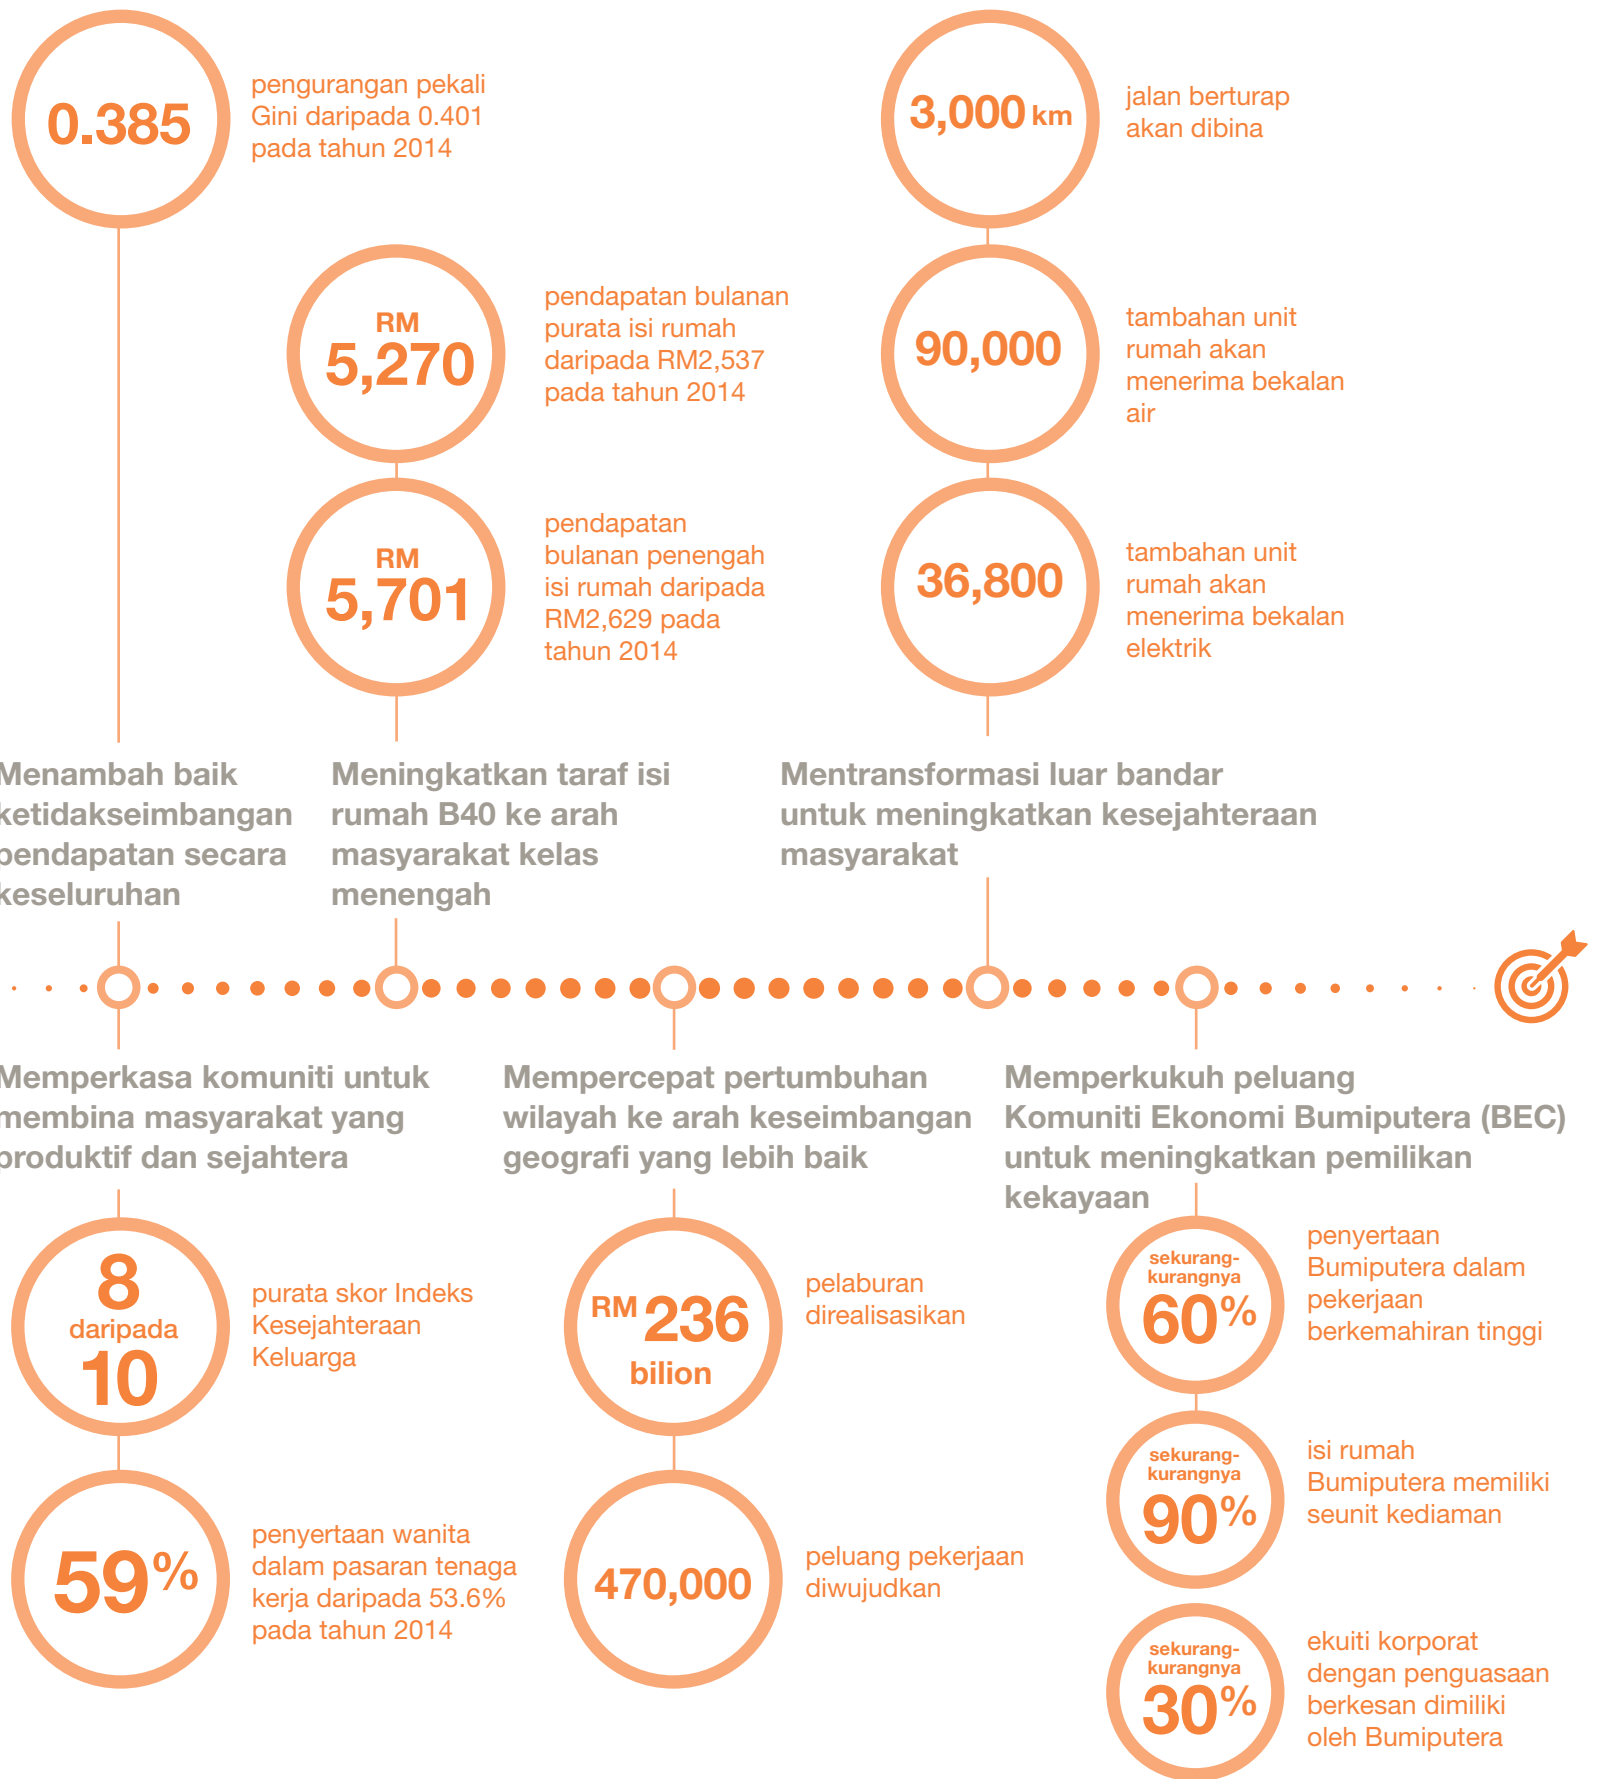 0.385
pengurangan pekali
Gini daripada 0.401
pada tahun 2014
RM
5,270
pendapatan bulanan
purata isi rumah
daripada RM2,537
pada tahun 2014
RM
5,701
pendapatan
bulanan penengah
isi rumah daripada
RM2,629 pada
tahun 2014
3,000 km
jalan berturap
akan dibina
90,000
tambahan unit
rumah akan
menerima bekalan
air
36,800
tambahan unit
rumah akan
menerima bekalan
elektrik
Menambah baik
ketidakseimbangan
pendapatan secara
keseluruhan
Meningkatkan taraf isi
rumah B40 ke arah
masyarakat kelas
menengah
Mentransformasi luar bandar
untuk meningkatkan kesejahteraan
masyarakat
Memperkasa komuniti untuk
membina masyarakat yang
produktif dan sejahtera
8
daripada
10
purata skor Indeks
Kesejahteraan
Keluarga
59%
penyertaan wanita
dalam pasaran tenaga
kerja daripada 53.6%
pada tahun 2014
Mempercepat pertumbuhan
wilayah ke arah keseimbangan
geografi yang lebih baik
RM 236
bilion
pelaburan
direalisasikan
470,000
peluang pekerjaan
diwujudkan
Memperkukuh peluang
Komuniti Ekonomi Bumiputera (BEC)
untuk meningkatkan pemilikan
kekayaan
sekurang-
kurangnya
60%
penyertaan
Bumiputera dalam
pekerjaan
berkemahiran tinggi
sekurang-
kurangnya
90%
isi rumah
Bumiputera memiliki
seunit kediaman
sekurang-
kurangnya
30%
ekuiti korporat
dengan penguasaan
berkesan dimiliki
oleh Bumiputera